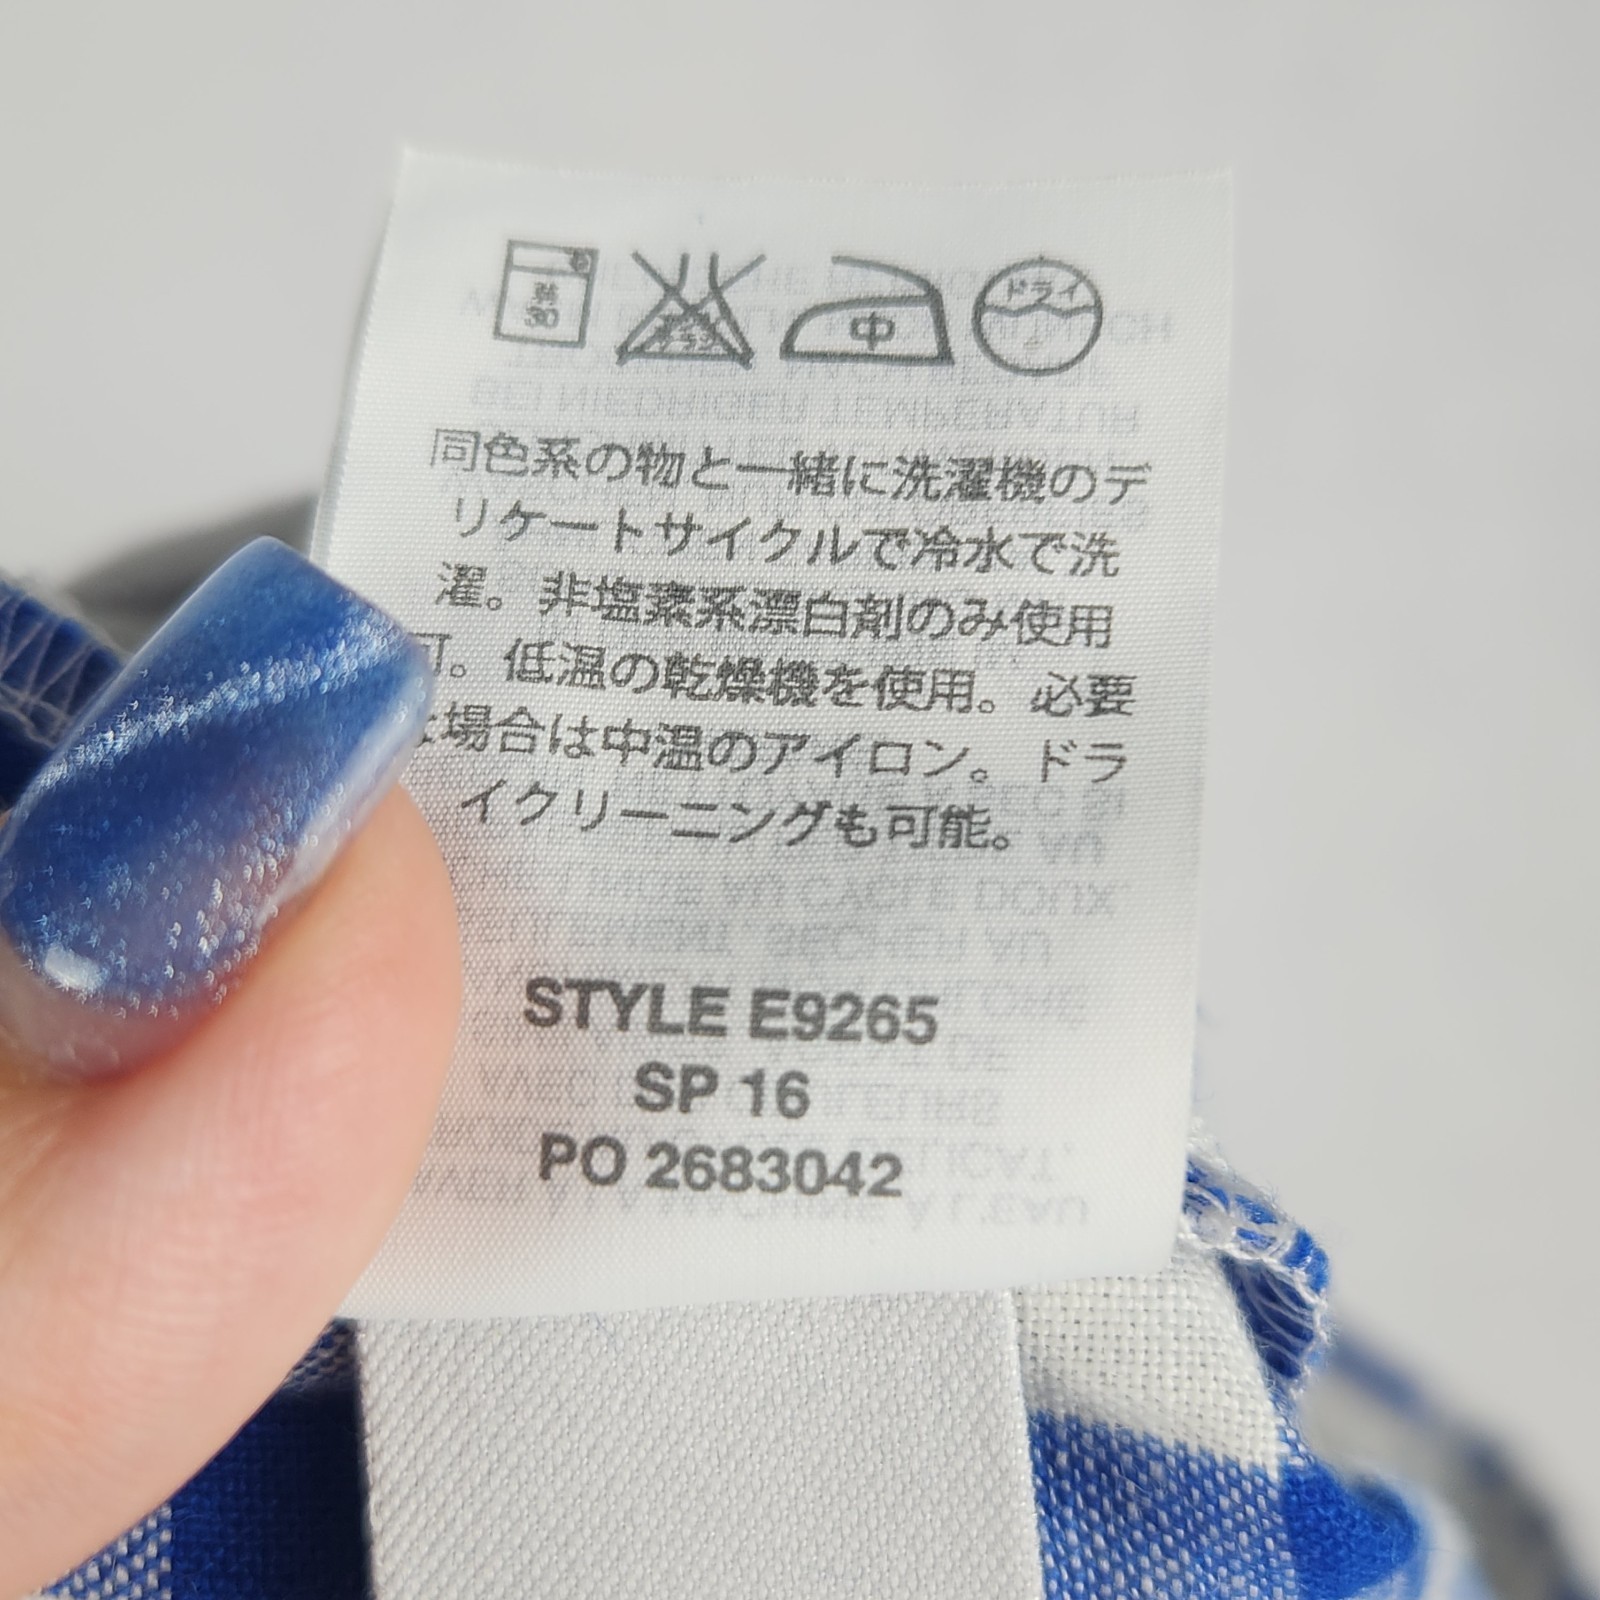 弱
30
中
ドライ
同色系の物と一緒に洗濯機のデ
リケートサイクルで冷水で洗
濯。非塩素系漂白剤のみ使用
可。低温の乾燥機を使用。必要
な場合は中温のアイロン。ドラ
イクリーニングも可能。
STYLE E9265
SP 16
PO 2683042